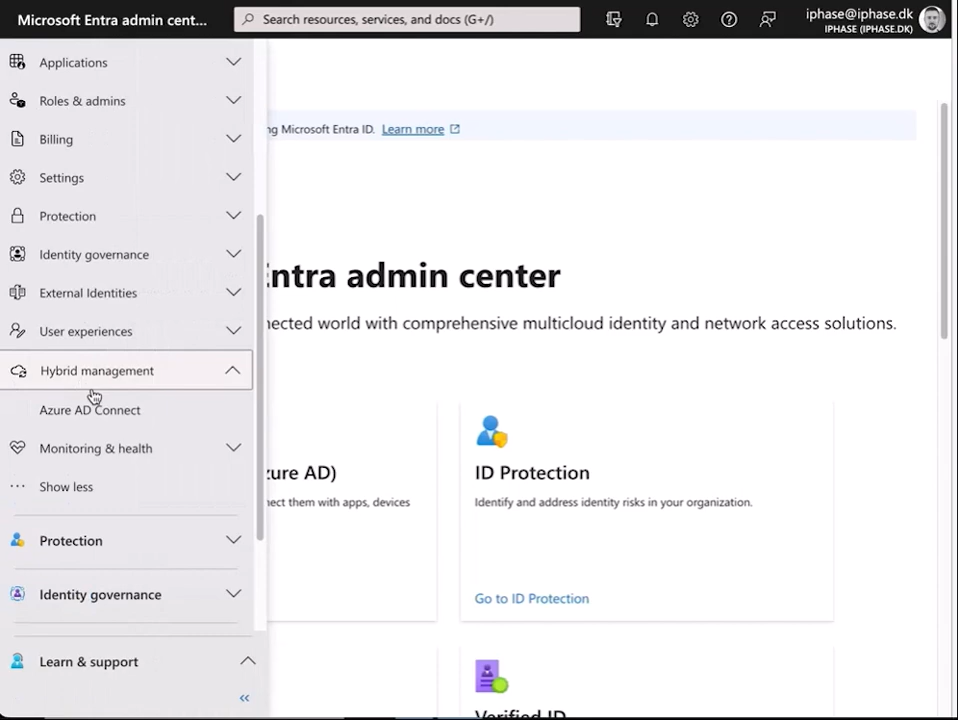 Microsoft Entra admin cent...
Search resources, services, and docs (G+/)
iphase@iphase.dk
IPHASE (IPHASE.DK)
Applications
Roles & admins
Billing
Settings
Protection
Identity governance
External Identities
User experiences
Hybrid management
Azure AD Connect
Monitoring & health
Show less
Protection
Identity governance
Learn & support
ng Microsoft Entra ID. Learn more
Entra admin center
nected world with comprehensive multicloud identity and network access solutions.
zure AD)
nect them with apps, devices
ID Protection
Identify and address identity risks in your organization.
Go to ID Protection
Verified ID